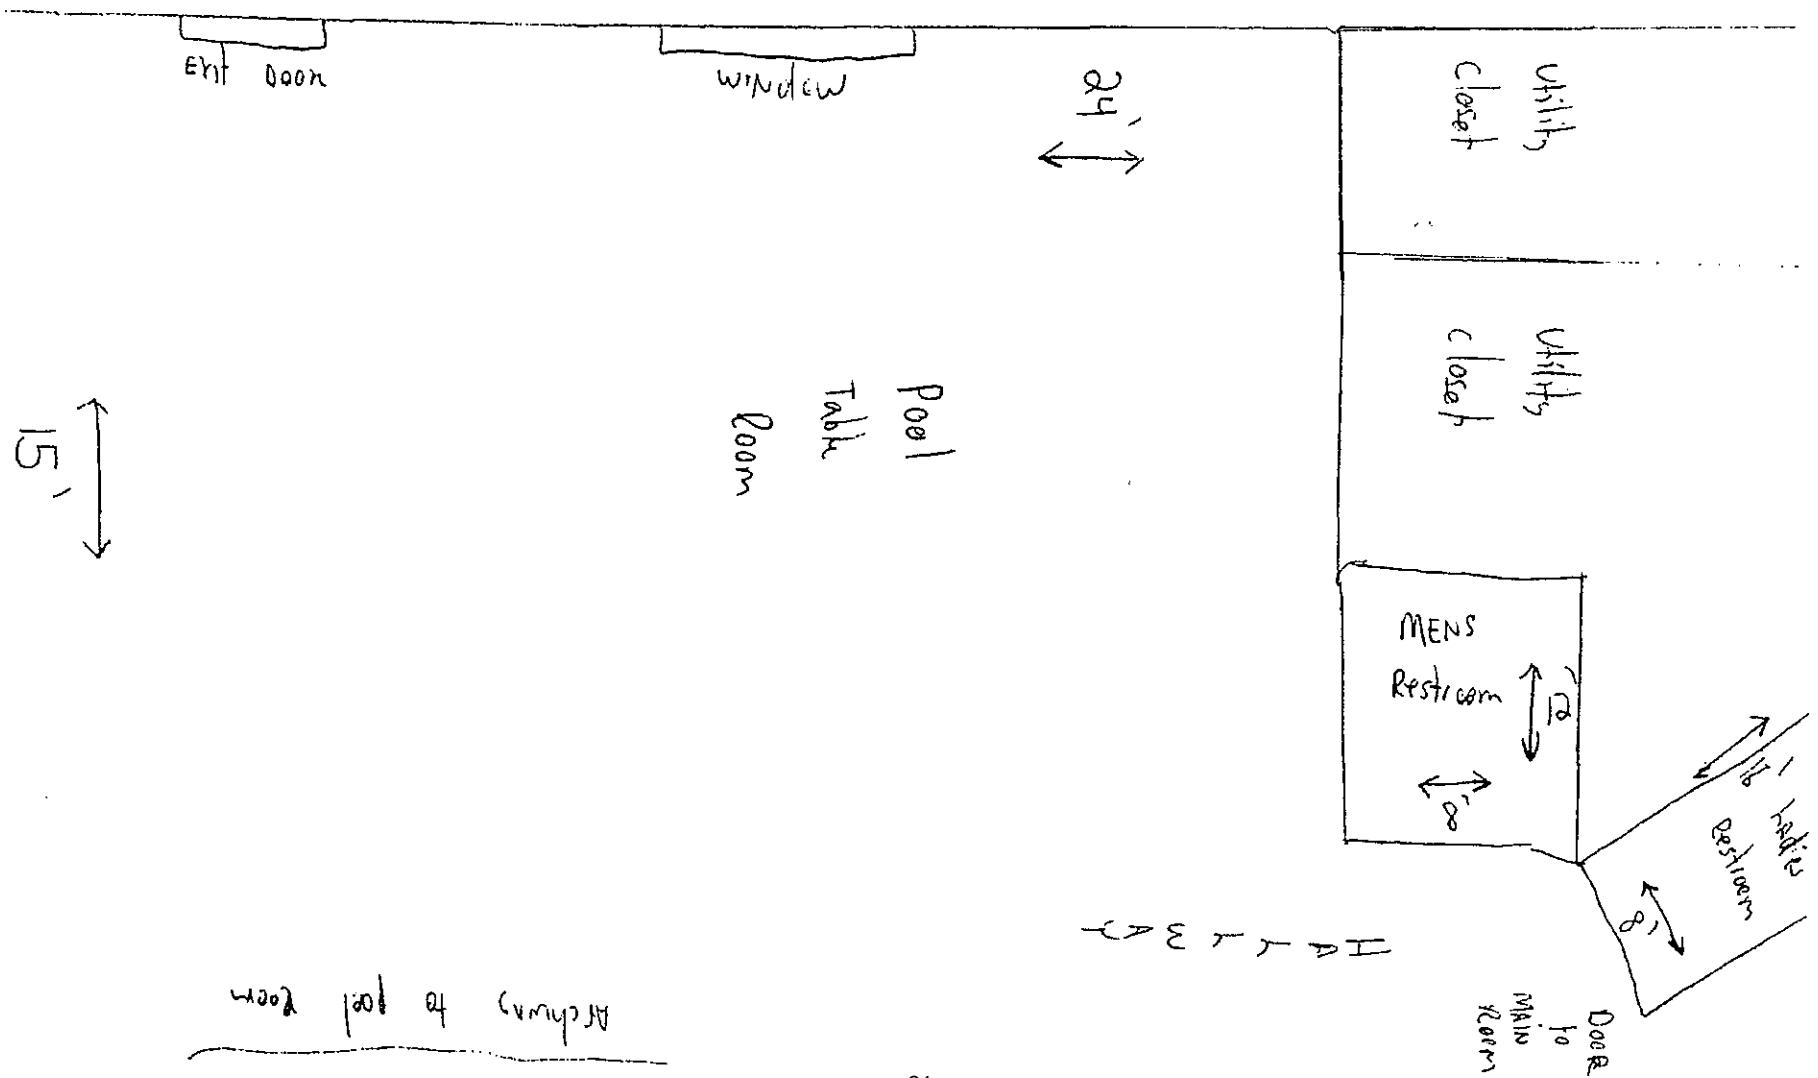 Exit Door
WINdow
24'
Utility
Closet
Utility
Closet
Pool
Table
Room
15'
MENS
Restroom
12'
8'
Ladies
Restroom
8'
HALLWAY
Door
to
MAIN
Room
Archway to pool Room